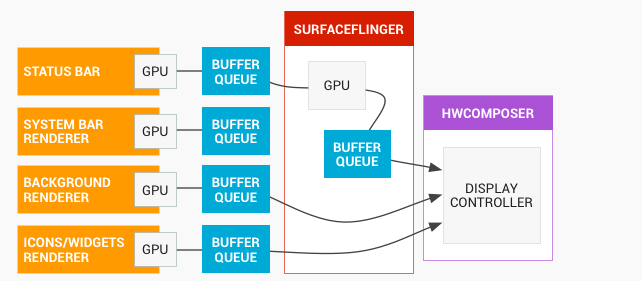 SURFACEFLINGER
STATUS BAR
GPU
BUFFER
QUEUE
GPU
SYSTEM BAR
RENDERER
GPU
BUFFER
QUEUE
BUFFER
QUEUE
HWCOMPOSER
BACKGROUND
RENDERER
GPU
BUFFER
QUEUE
DISPLAY
CONTROLLER
ICONS/WIDGETS
RENDERER
GPU
BUFFER
QUEUE